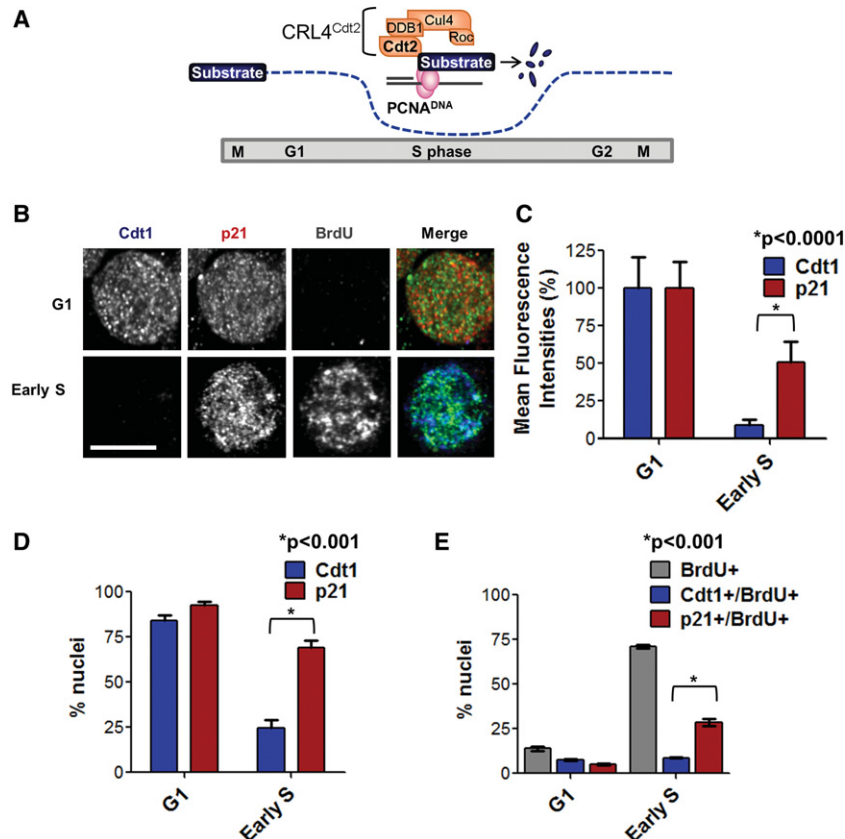 A
CRL4Cdt2
DDB1
Cul4
Roc
Cdt2
Substrate
Substrate
PCNADNA
M G1 S phase G2 M
B
Cdt1 p21 BrdU Merge
G1
Early S
C
*p<0.0001
Cdt1
p21
Mean Fluorescence
Intensities (%)
125
100
75
50
25
0
*
G1 Early S
D
*p<0.001
Cdt1
p21
% nuclei
100
75
50
25
0
*
G1 Early S
E
*p<0.001
BrdU+
Cdt1+/BrdU+
p21+/BrdU+
% nuclei
100
75
50
25
0
*
G1 Early S